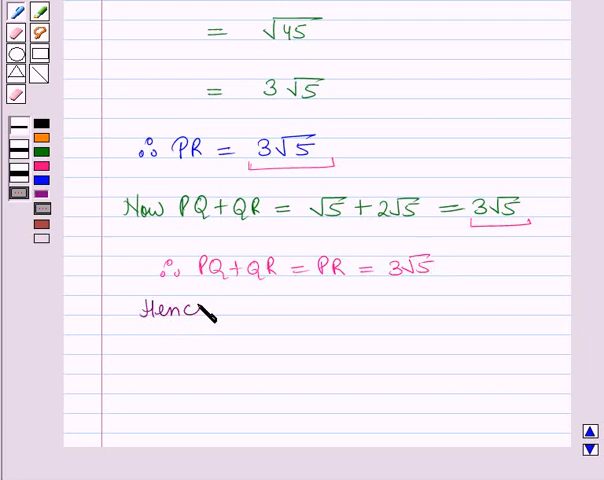 = √45
= 3√5
∴ PR = 3√5
Now PQ+QR = √5 + 2√5 = 3√5
∴ PQ+QR = PR = 3√5
Henc